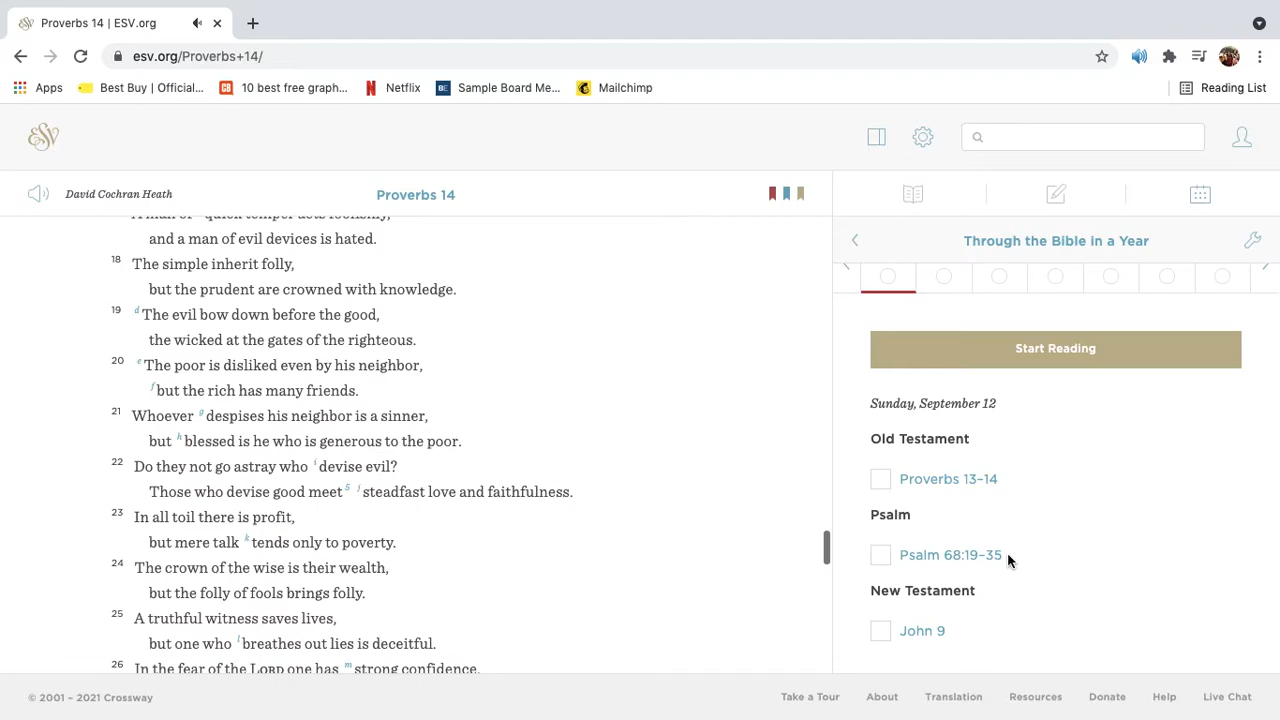 Proverbs 14 | ESV.org
esv.org/Proverbs+14/
Apps
Best Buy | Official...
10 best free graph...
Netflix
Sample Board Me...
Mailchimp
Reading List
ESV
David Cochran Heath
Proverbs 14
and a man of evil devices is hated.
18 The simple inherit folly,
but the prudent are crowned with knowledge.
19 d The evil bow down before the good,
the wicked at the gates of the righteous.
20 e The poor is disliked even by his neighbor,
f but the rich has many friends.
21 Whoever g despises his neighbor is a sinner,
but h blessed is he who is generous to the poor.
22 Do they not go astray who i devise evil?
Those who devise good meet 5 j steadfast love and faithfulness.
23 In all toil there is profit,
but mere talk k tends only to poverty.
24 The crown of the wise is their wealth,
but the folly of fools brings folly.
25 A truthful witness saves lives,
but one who l breathes out lies is deceitful.
26 In the fear of the LORD one has m strong confidence,
Through the Bible in a Year
Start Reading
Sunday, September 12
Old Testament
Proverbs 13–14
Psalm
Psalm 68:19–35
New Testament
John 9
© 2001 – 2021 Crossway
Take a Tour
About
Translation
Resources
Donate
Help
Live Chat